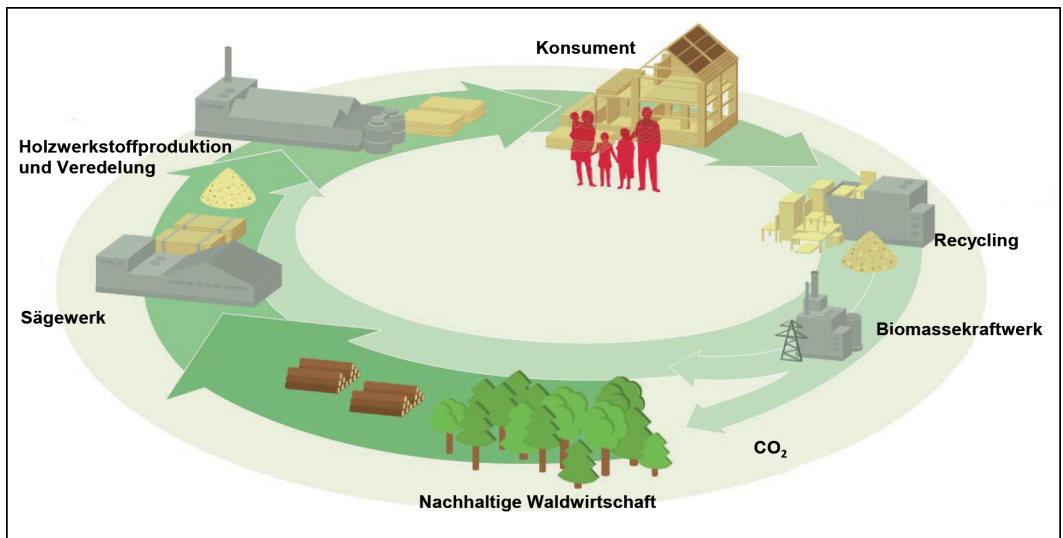 Konsument
Holzwerkstoffproduktion
und Veredelung
Recycling
Sägewerk
Biomassekraftwerk
CO₂
Nachhaltige Waldwirtschaft